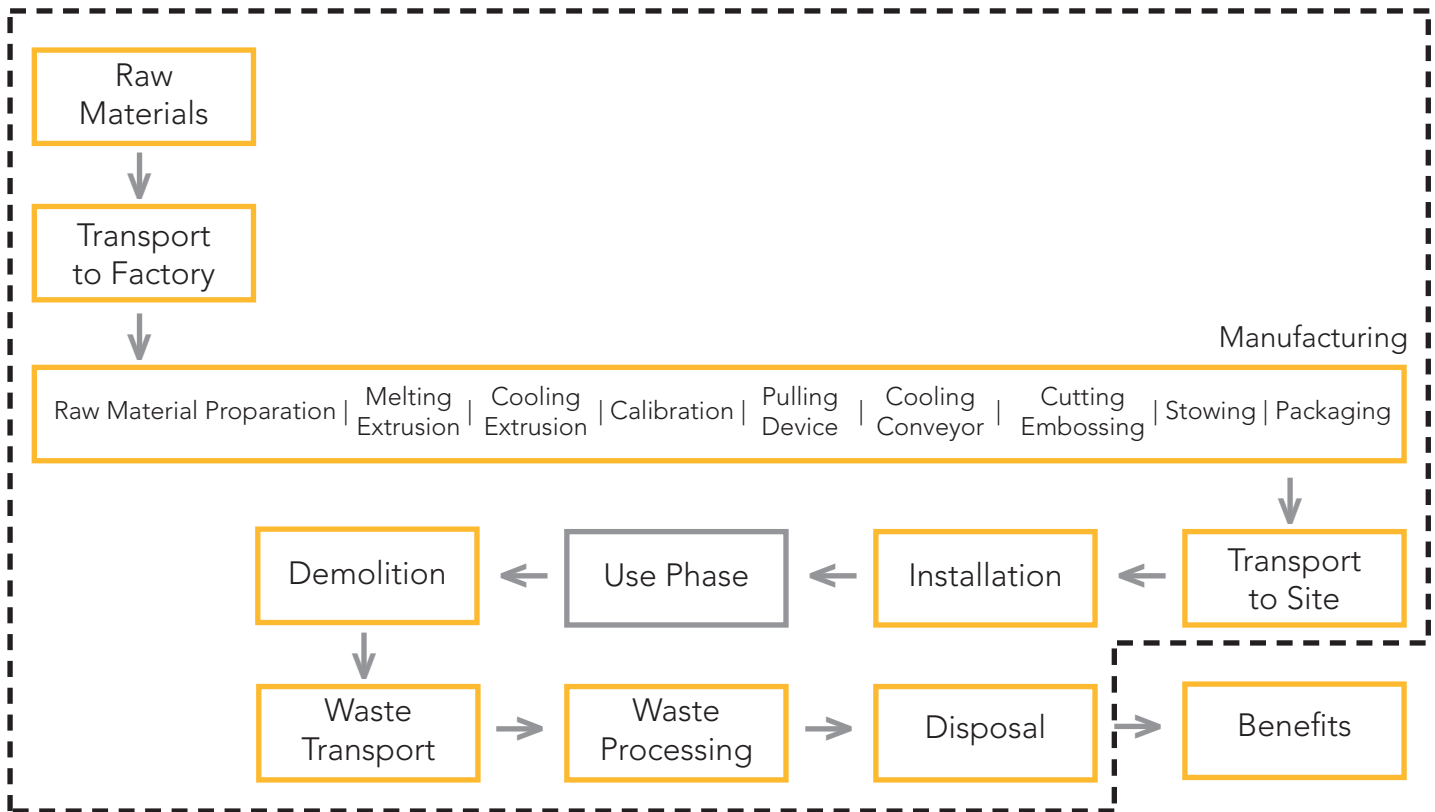 Raw
Materials
Transport
to Factory
Manufacturing
Raw Material Proparation | Melting Extrusion | Cooling Extrusion | Calibration | Pulling Device | Cooling Conveyor | Cutting Embossing | Stowing | Packaging
Demolition
Use Phase
Installation
Transport
to Site
Waste
Transport
Waste
Processing
Disposal
Benefits